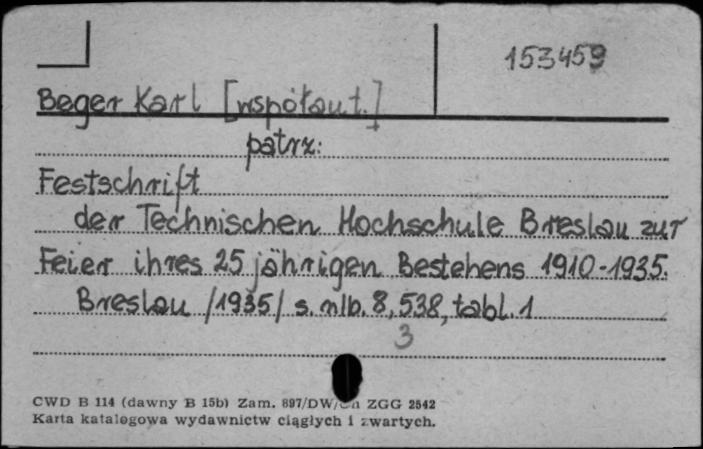 153459
Beger Karl [współaut.]
patrz:
Festschrift
der Technischen Hochschule Breslau zur
Feier ihres 25 jährigen Bestehens 1910-1935.
Breslau /1935/ s. nlb. 8, 538, tabl. 1
3
CWD B 114 (dawny B 15b) Zam. 897/DW/ ZGG 2542
Karta katalogowa wydawnictw ciągłych i zwartych.